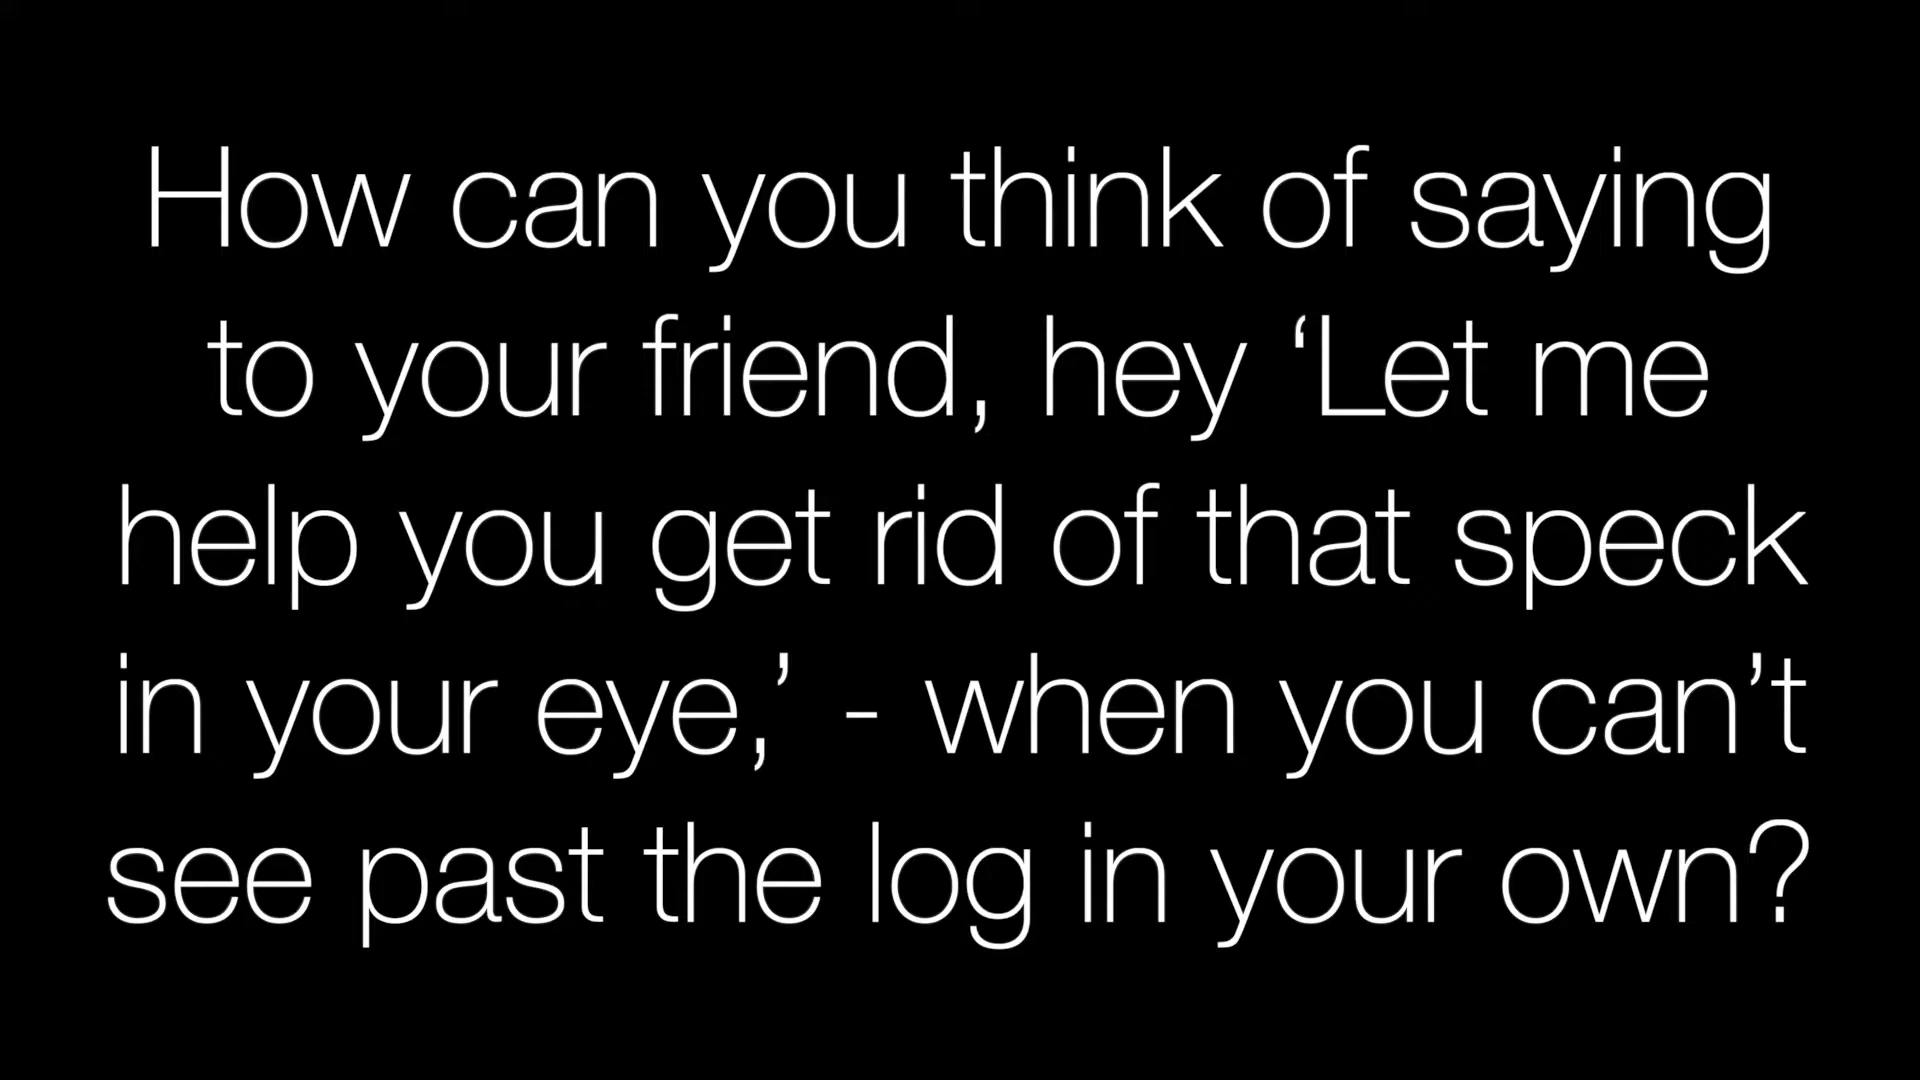 How can you think of saying
to your friend, hey ‘Let me
help you get rid of that speck
in your eye,’ - when you can’t
see past the log in your own?